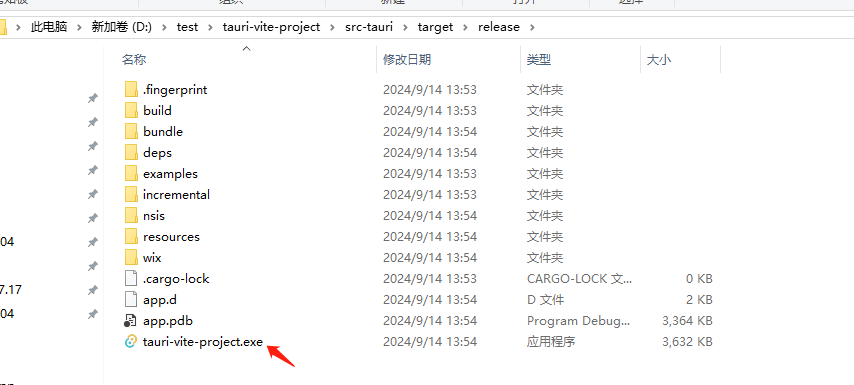 组织
此电脑 › 新加卷 (D:) › test › tauri-vite-project › src-tauri › target › release ›
名称 修改日期 类型 大小
.fingerprint 2024/9/14 13:53 文件夹
build 2024/9/14 13:53 文件夹
bundle 2024/9/14 13:54 文件夹
deps 2024/9/14 13:54 文件夹
examples 2024/9/14 13:53 文件夹
incremental 2024/9/14 13:53 文件夹
nsis 2024/9/14 13:54 文件夹
resources 2024/9/14 13:54 文件夹
04
wix 2024/9/14 13:54 文件夹
.cargo-lock 2024/9/14 13:53 CARGO-LOCK 文... 0 KB
7.17
app.d 2024/9/14 13:54 D 文件 2 KB
04
app.pdb 2024/9/14 13:54 Program Debug... 3,364 KB
tauri-vite-project.exe 2024/9/14 13:54 应用程序 3,632 KB